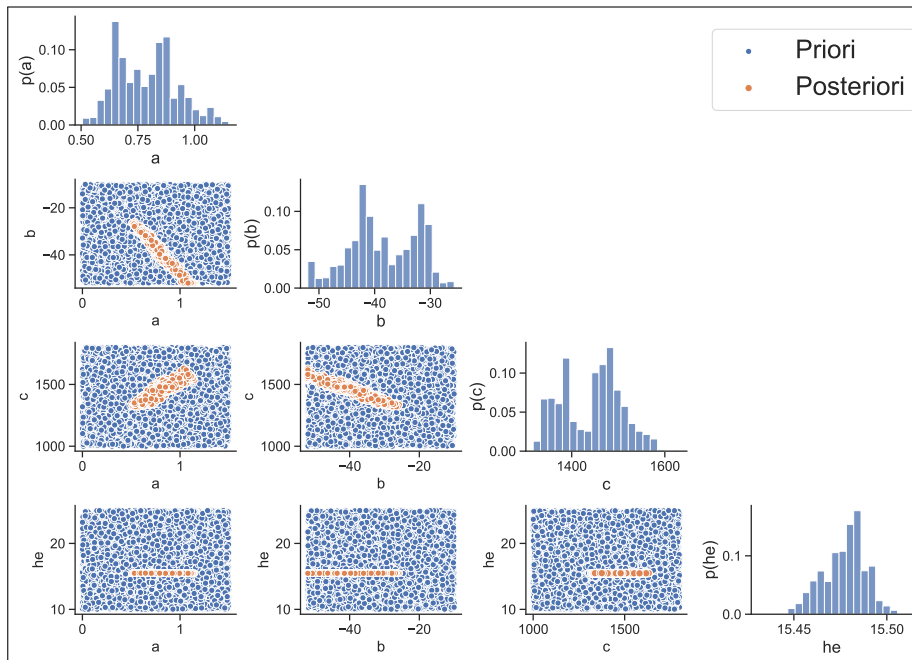 Priori
Posteriori
p(a)
0.10
0.05
0.00
0.50 0.75 1.00
a
b
−20
−40
0 1
a
p(b)
0.10
0.05
0.00
−50 −40 −30
b
c
1500
1000
0 1
a
c
1500
1000
−40 −20
b
p(c)
0.10
0.05
0.00
1400 1600
c
he
20
10
0 1
a
he
20
10
−40 −20
b
he
20
10
1000 1500
c
p(he)
0.1
0.0
15.45 15.50
he